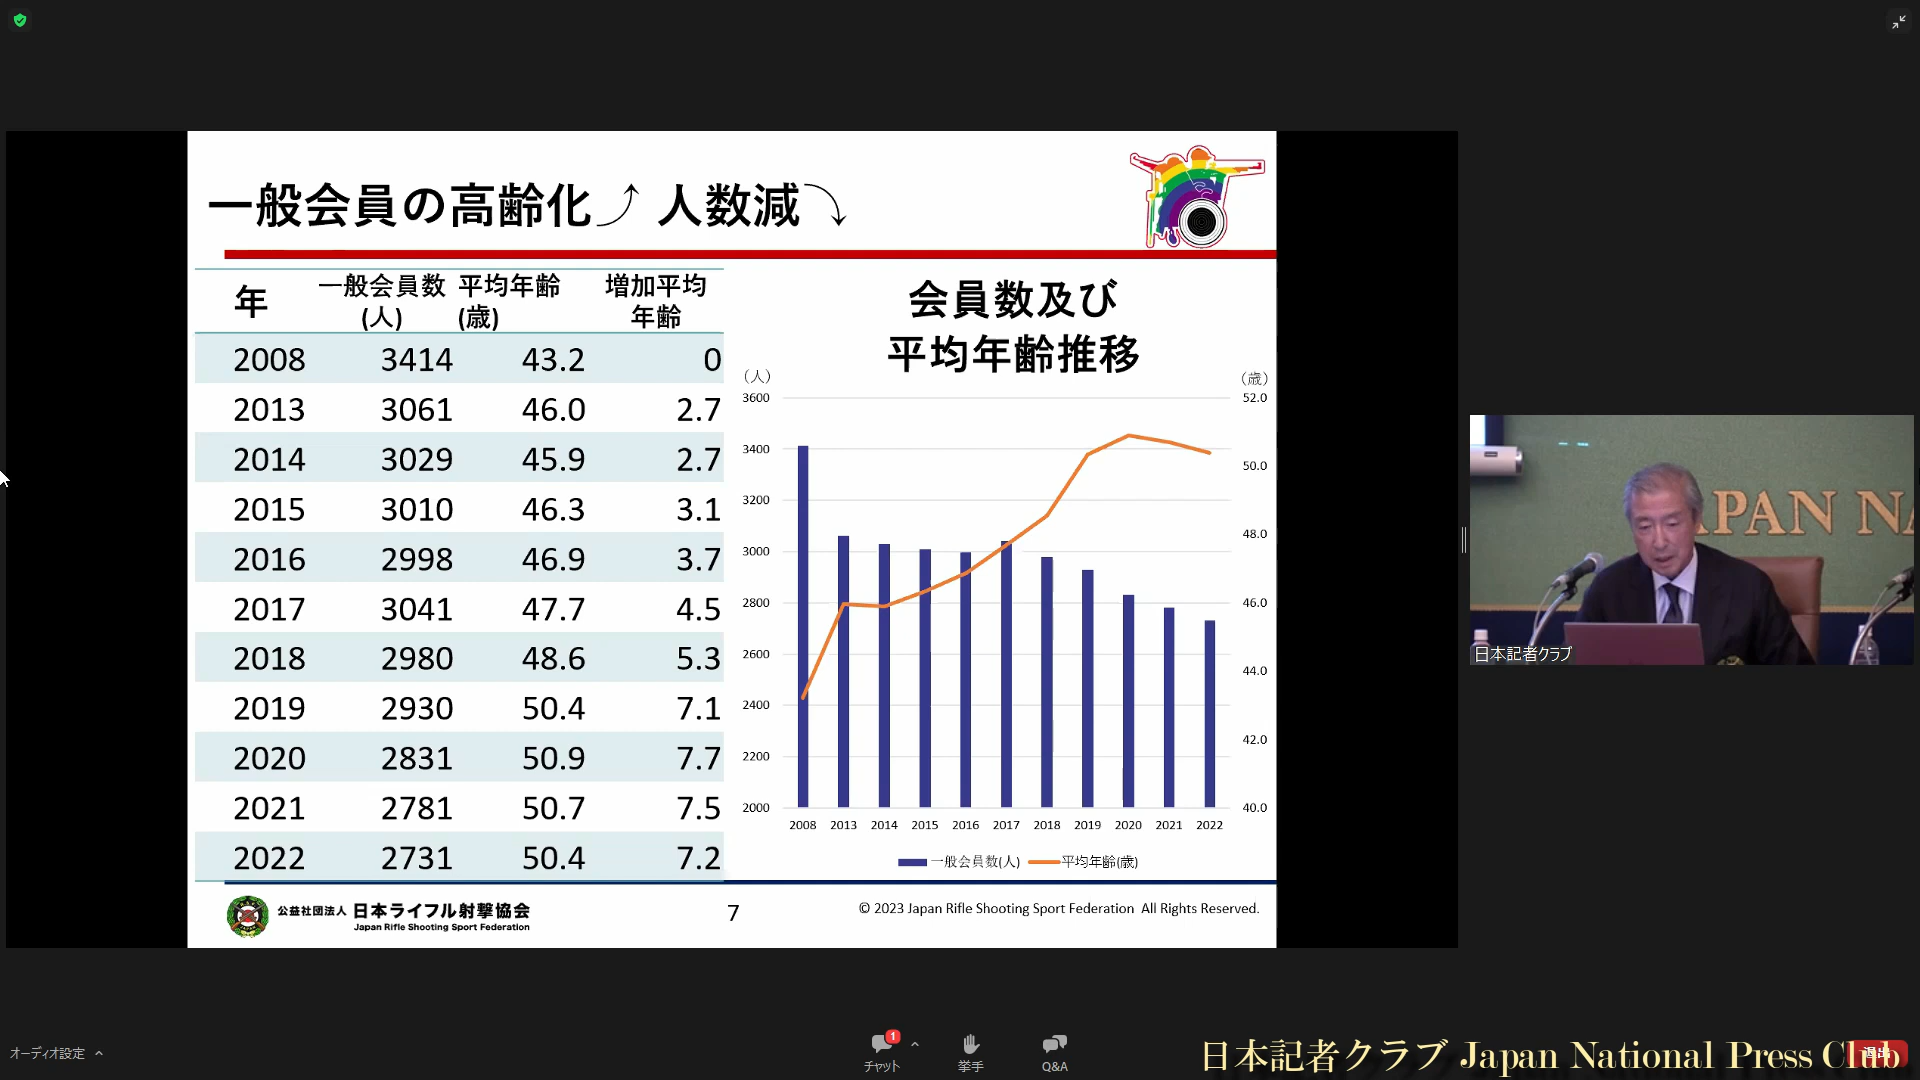 一般会員の高齢化⤴ 人数減⤵
年 一般会員数(人) 平均年齢(歳) 増加平均年齢
2008 3414 43.2 0
2013 3061 46.0 2.7
2014 3029 45.9 2.7
2015 3010 46.3 3.1
2016 2998 46.9 3.7
2017 3041 47.7 4.5
2018 2980 48.6 5.3
2019 2930 50.4 7.1
2020 2831 50.9 7.7
2021 2781 50.7 7.5
2022 2731 50.4 7.2
会員数及び
平均年齢推移
(人)
(歳)
3600
3400
3200
3000
2800
2600
2400
2200
2000
52.0
50.0
48.0
46.0
44.0
42.0
40.0
2008 2013 2014 2015 2016 2017 2018 2019 2020 2021 2022
一般会員数(人) 平均年齢(歳)
公益社団法人 日本ライフル射撃協会
Japan Rifle Shooting Sport Federation
7
© 2023 Japan Rifle Shooting Sport Federation All Rights Reserved.
PAN NA
日本記者クラブ
オーディオ設定
1
チャット
挙手
Q&A
日本記者クラブ Japan National Press Club
退出